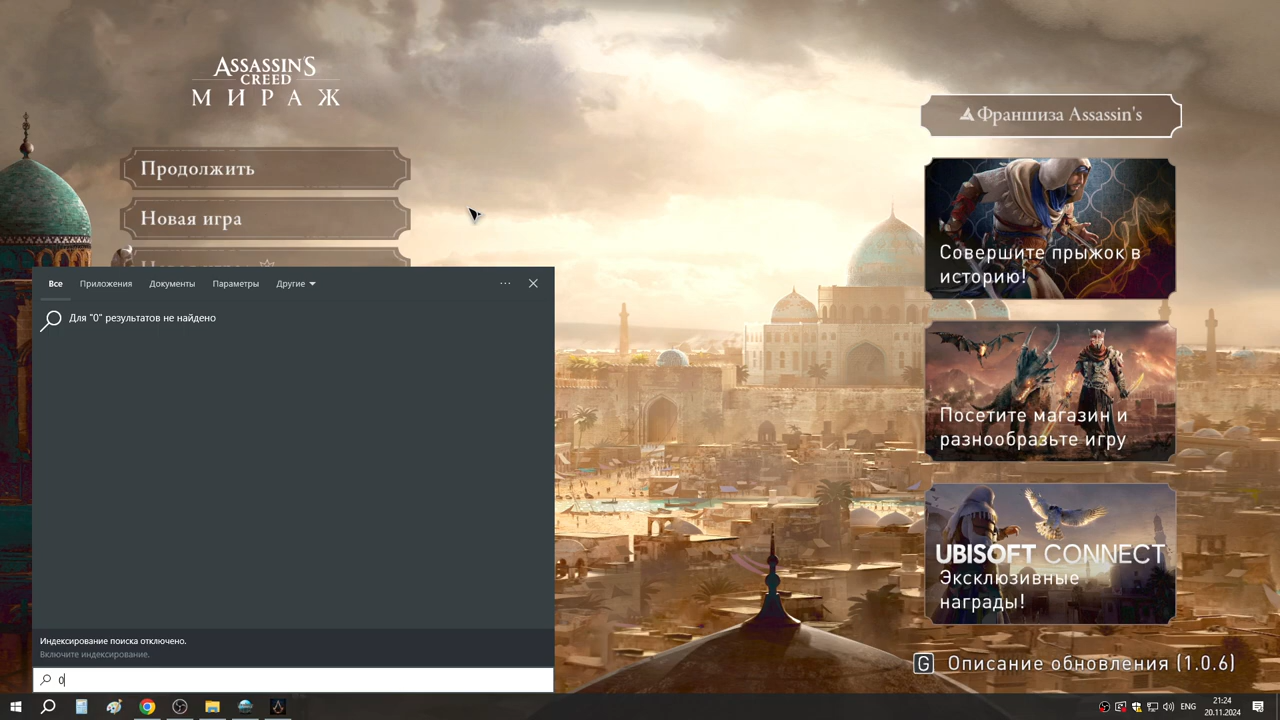 ASSASSIN'S
CREED
МИРАЖ
Продолжить
Новая игра
Франшиза Assassin's
Совершите прыжок в
историю!
Посетите магазин и
разнообразьте игру
UBISOFT CONNECT
Эксклюзивные
награды!
G Описание обновления (1.0.6)
Все Приложения Документы Параметры Другие
Для "0" результатов не найдено
Индексирование поиска отключено.
Включите индексирование.
0
ENG
21:24
20.11.2024